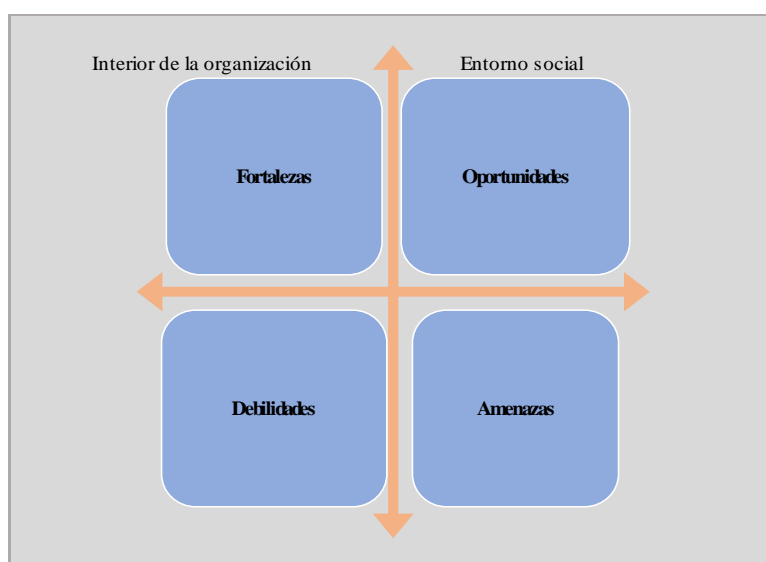 Interior de la organización
Entorno social
Fortalezas
Oportunidades
Debilidades
Amenazas